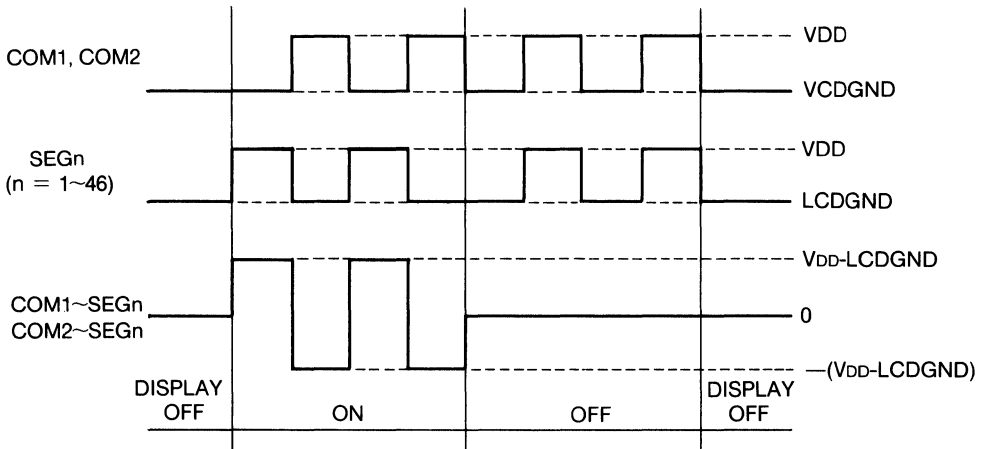 VDD
COM1, COM2
VCDGND
VDD
SEGn
(n = 1~46)
LCDGND
VDD-LCDGND
COM1~SEGn
0
COM2~SEGn
—(VDD-LCDGND)
DISPLAY
OFF
ON
OFF
DISPLAY
OFF